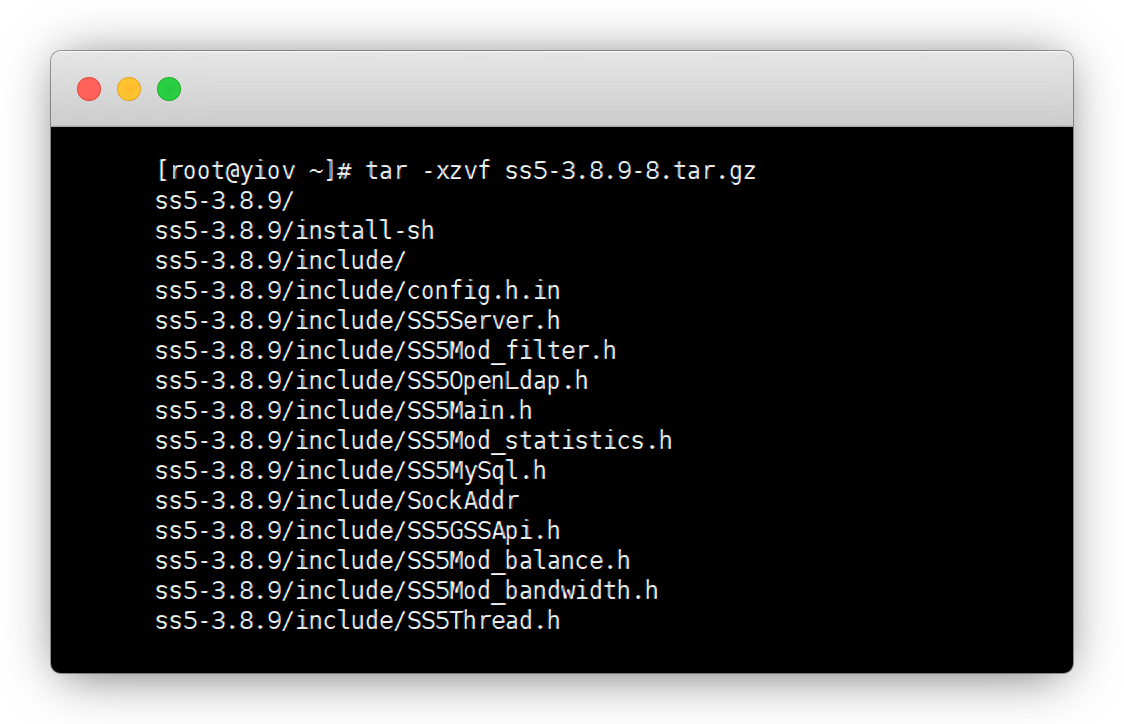 [root@yiov ~]# tar -xzvf ss5-3.8.9-8.tar.gz
ss5-3.8.9/
ss5-3.8.9/install-sh
ss5-3.8.9/include/
ss5-3.8.9/include/config.h.in
ss5-3.8.9/include/SS5Server.h
ss5-3.8.9/include/SS5Mod_filter.h
ss5-3.8.9/include/SS5OpenLdap.h
ss5-3.8.9/include/SS5Main.h
ss5-3.8.9/include/SS5Mod_statistics.h
ss5-3.8.9/include/SS5MySql.h
ss5-3.8.9/include/SockAddr
ss5-3.8.9/include/SS5GSSApi.h
ss5-3.8.9/include/SS5Mod_balance.h
ss5-3.8.9/include/SS5Mod_bandwidth.h
ss5-3.8.9/include/SS5Thread.h